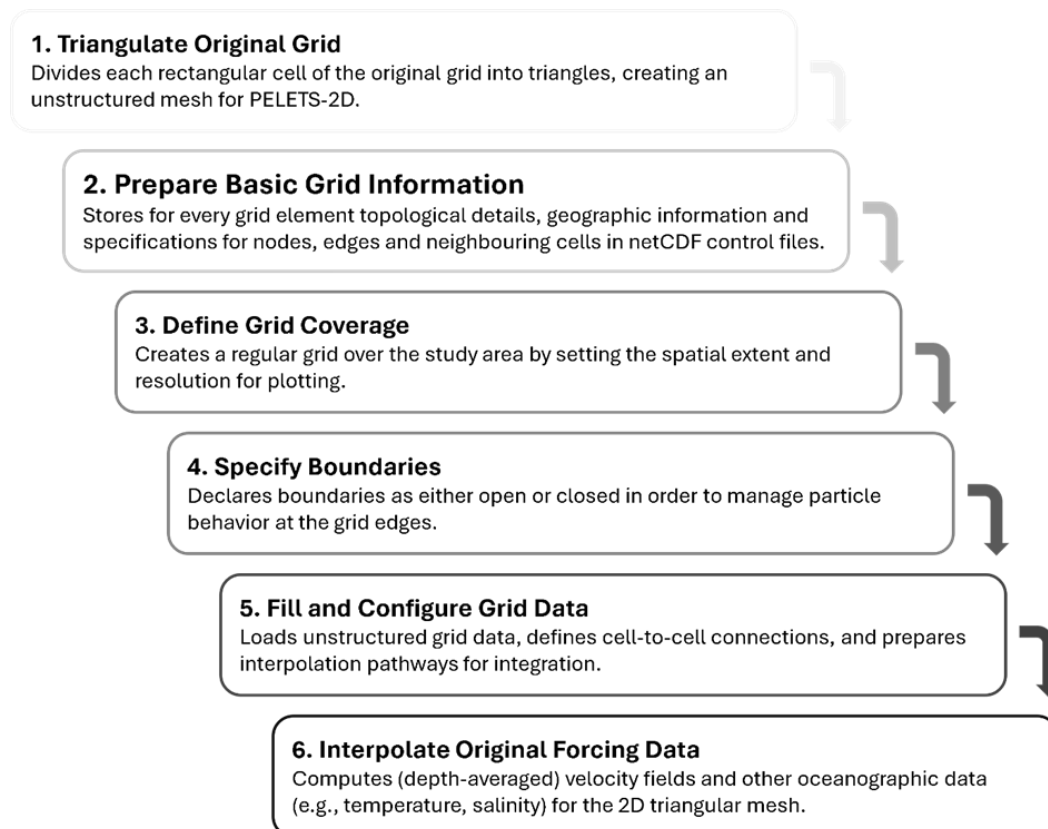 1. Triangulate Original Grid
Divides each rectangular cell of the original grid into triangles, creating an
unstructured mesh for PELETS-2D.
2. Prepare Basic Grid Information
Stores for every grid element topological details, geographic information and
specifications for nodes, edges and neighbouring cells in netCDF control files.
3. Define Grid Coverage
Creates a regular grid over the study area by setting the spatial extent and
resolution for plotting.
4. Specify Boundaries
Declares boundaries as either open or closed in order to manage particle
behavior at the grid edges.
5. Fill and Configure Grid Data
Loads unstructured grid data, defines cell-to-cell connections, and prepares
interpolation pathways for integration.
6. Interpolate Original Forcing Data
Computes (depth-averaged) velocity fields and other oceanographic data
(e.g., temperature, salinity) for the 2D triangular mesh.